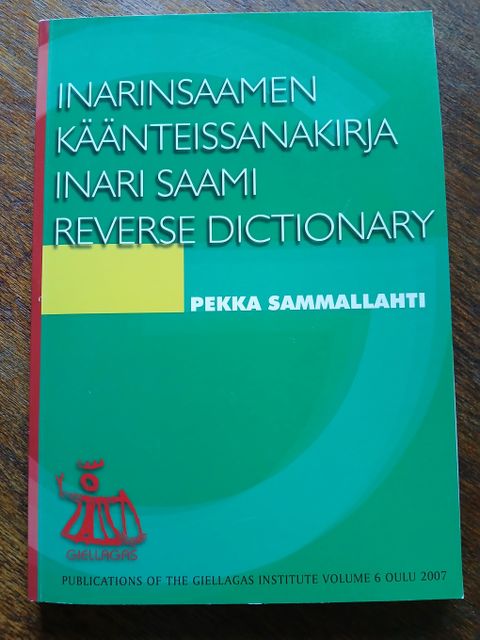 INARINSAAMEN
KÄÄNTEISSANAKIRJA
INARI SAAMI
REVERSE DICTIONARY
PEKKA SAMMALLAHTI
GIELLAGAS
PUBLICATIONS OF THE GIELLAGAS INSTITUTE VOLUME 6 OULU 2007